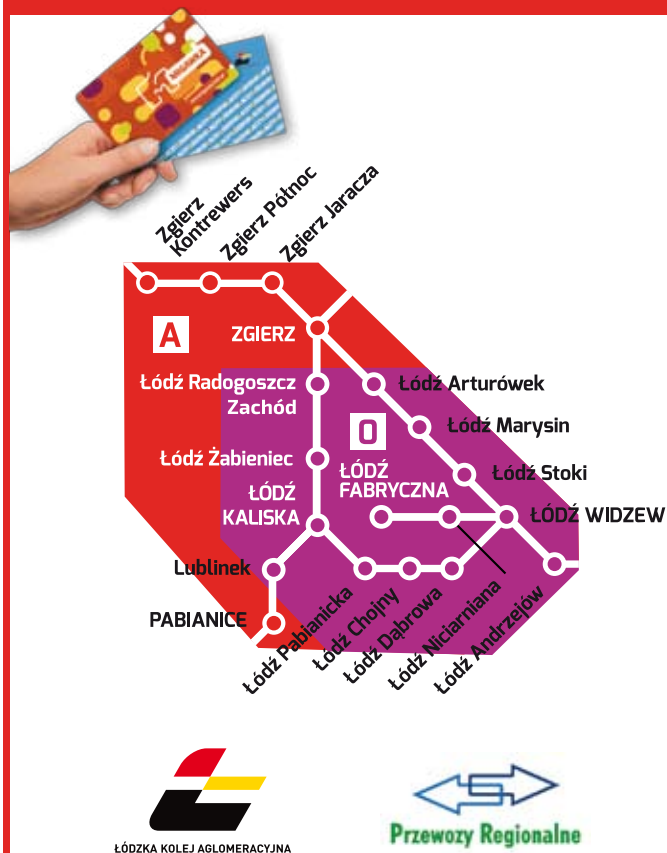 MIGAWKA
Zgierz
Kontrewers
Zgierz Północ
Zgierz Jaracza
A
ZGIERZ
Łódź Radogoszcz
Zachód
Łódź Arturówek
O
Łódź Marysin
Łódź Żabieniec
ŁÓDŹ
FABRYCZNA
Łódź Stoki
ŁÓDŹ
KALISKA
ŁÓDŹ WIDZEW
Lublinek
PABIANICE
Łódź Pabianicka
Łódź Chojny
Łódź Dąbrowa
Łódź Niciarniana
Łódź Andrzejów
ŁÓDZKA KOLEJ AGLOMERACYJNA
Przewozy Regionalne